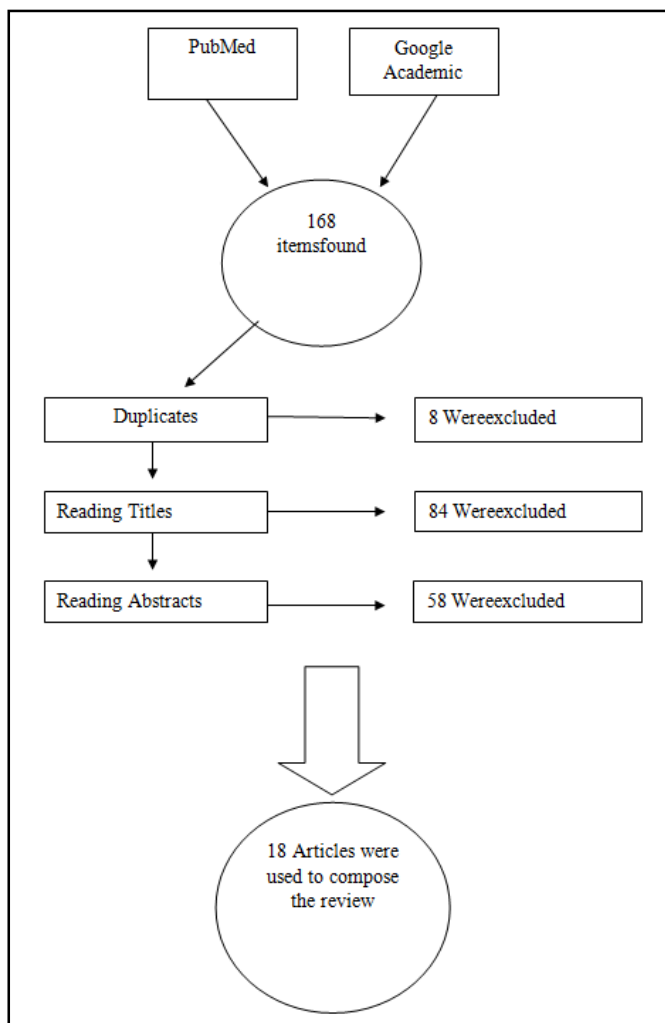 PubMed
Google
Academic
168
itemsfound
Duplicates
8 Wereexcluded
Reading Titles
84 Wereexcluded
Reading Abstracts
58 Wereexcluded
18 Articles were
used to compose
the review